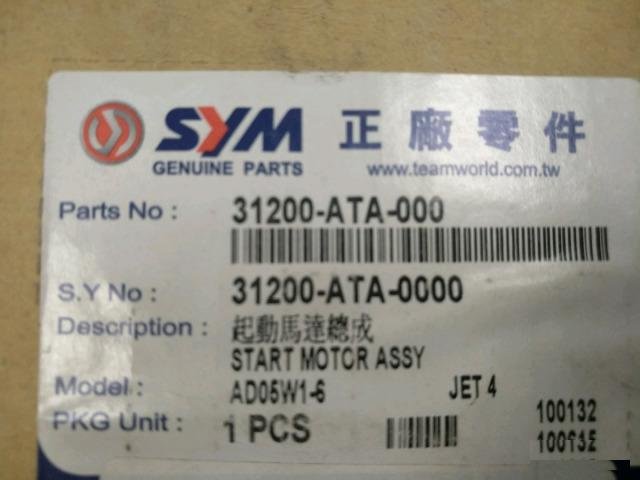 SYM 正廠零件
GENUINE PARTS www.teamworld.com.tw
Parts No : 31200-ATA-000
S.Y No : 31200-ATA-0000
Description : 起動馬達總成
START MOTOR ASSY
Model : AD05W1-6 JET 4
PKG Unit : 1 PCS 100132